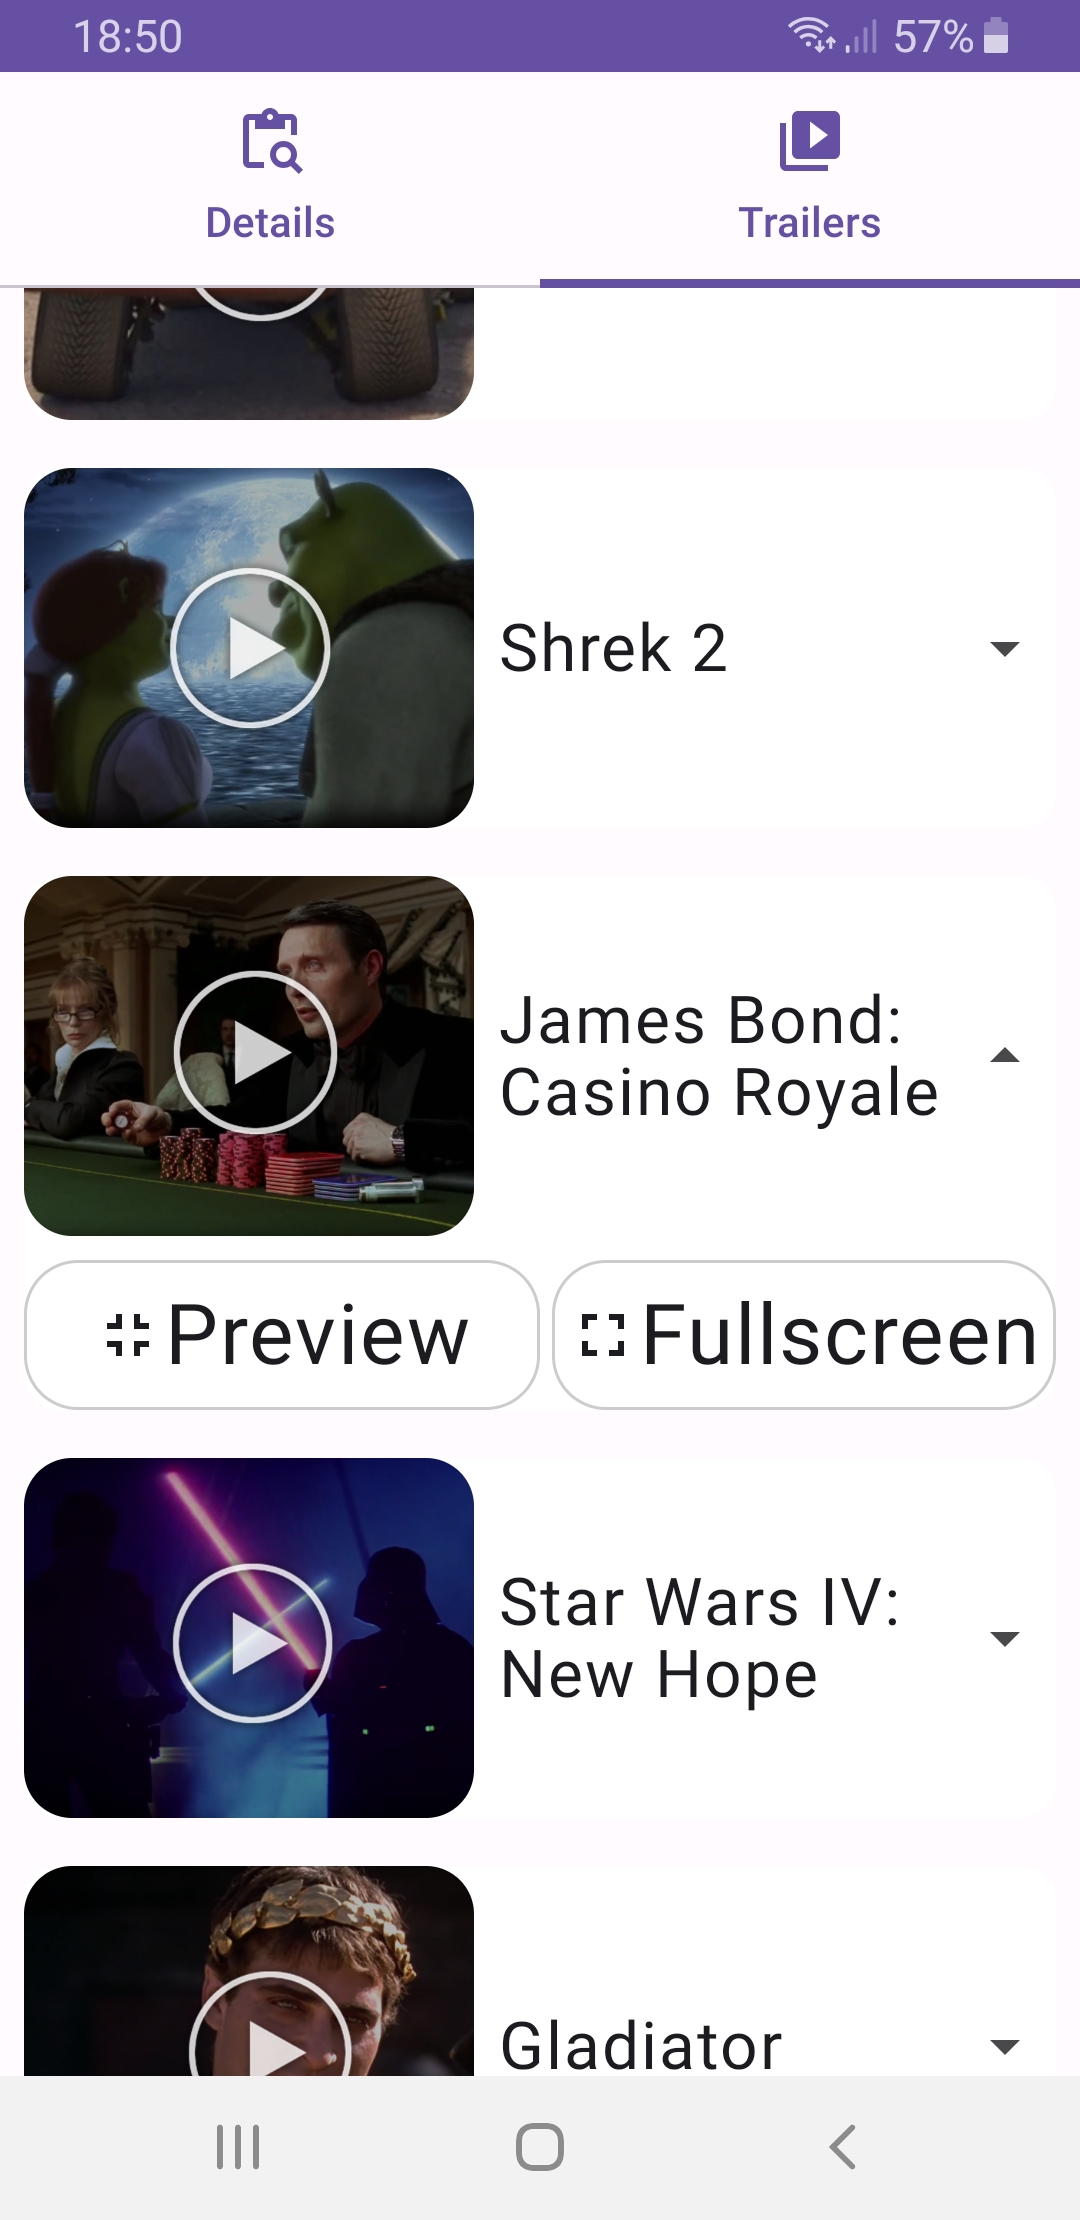 18:50
57%
Details
Trailers
Shrek 2
James Bond:
Casino Royale
Preview
Fullscreen
Star Wars IV:
New Hope
Gladiator